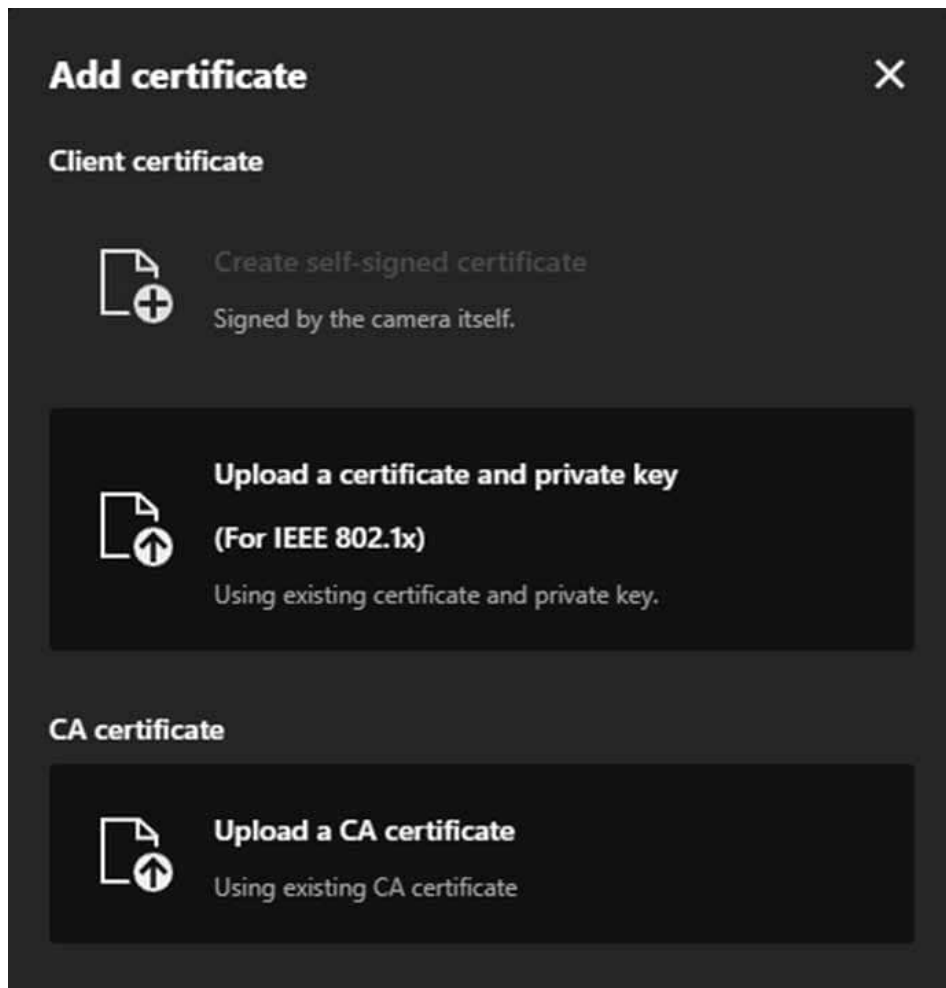 Add certificate
Client certificate
Create self-signed certificate
Signed by the camera itself.
Upload a certificate and private key
(For IEEE 802.1x)
Using existing certificate and private key.
CA certificate
Upload a CA certificate
Using existing CA certificate